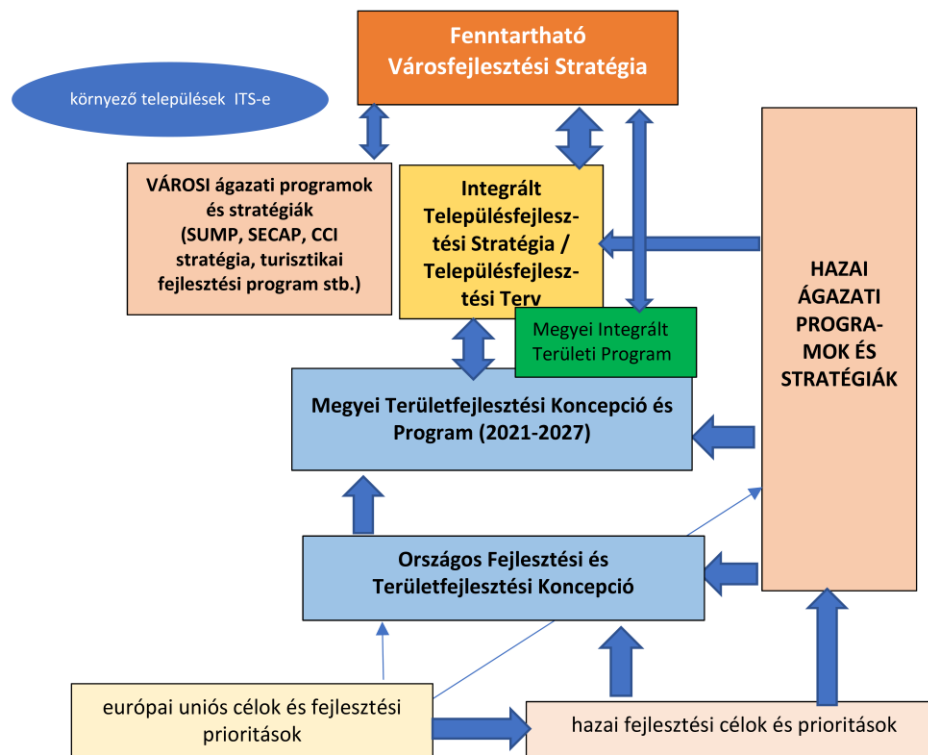 Fenntartható
Városfejlesztési Stratégia
környező települések  ITS-e
VÁROSI ágazati programok
és stratégiák
(SUMP, SECAP, CCI
stratégia, turisztikai
fejlesztési program stb.)
Integrált
Településfejlesz-
tési Stratégia /
Településfejlesz-
tési Terv
HAZAI
ÁGAZATI
PROGRA-
MOK ÉS
STRATÉGIÁK
Megyei Integrált
Területi Program
Megyei Területfejlesztési Koncepció és
Program (2021-2027)
Országos Fejlesztési és
Területfejlesztési Koncepció
európai uniós célok és fejlesztési
prioritások
hazai fejlesztési célok és prioritások